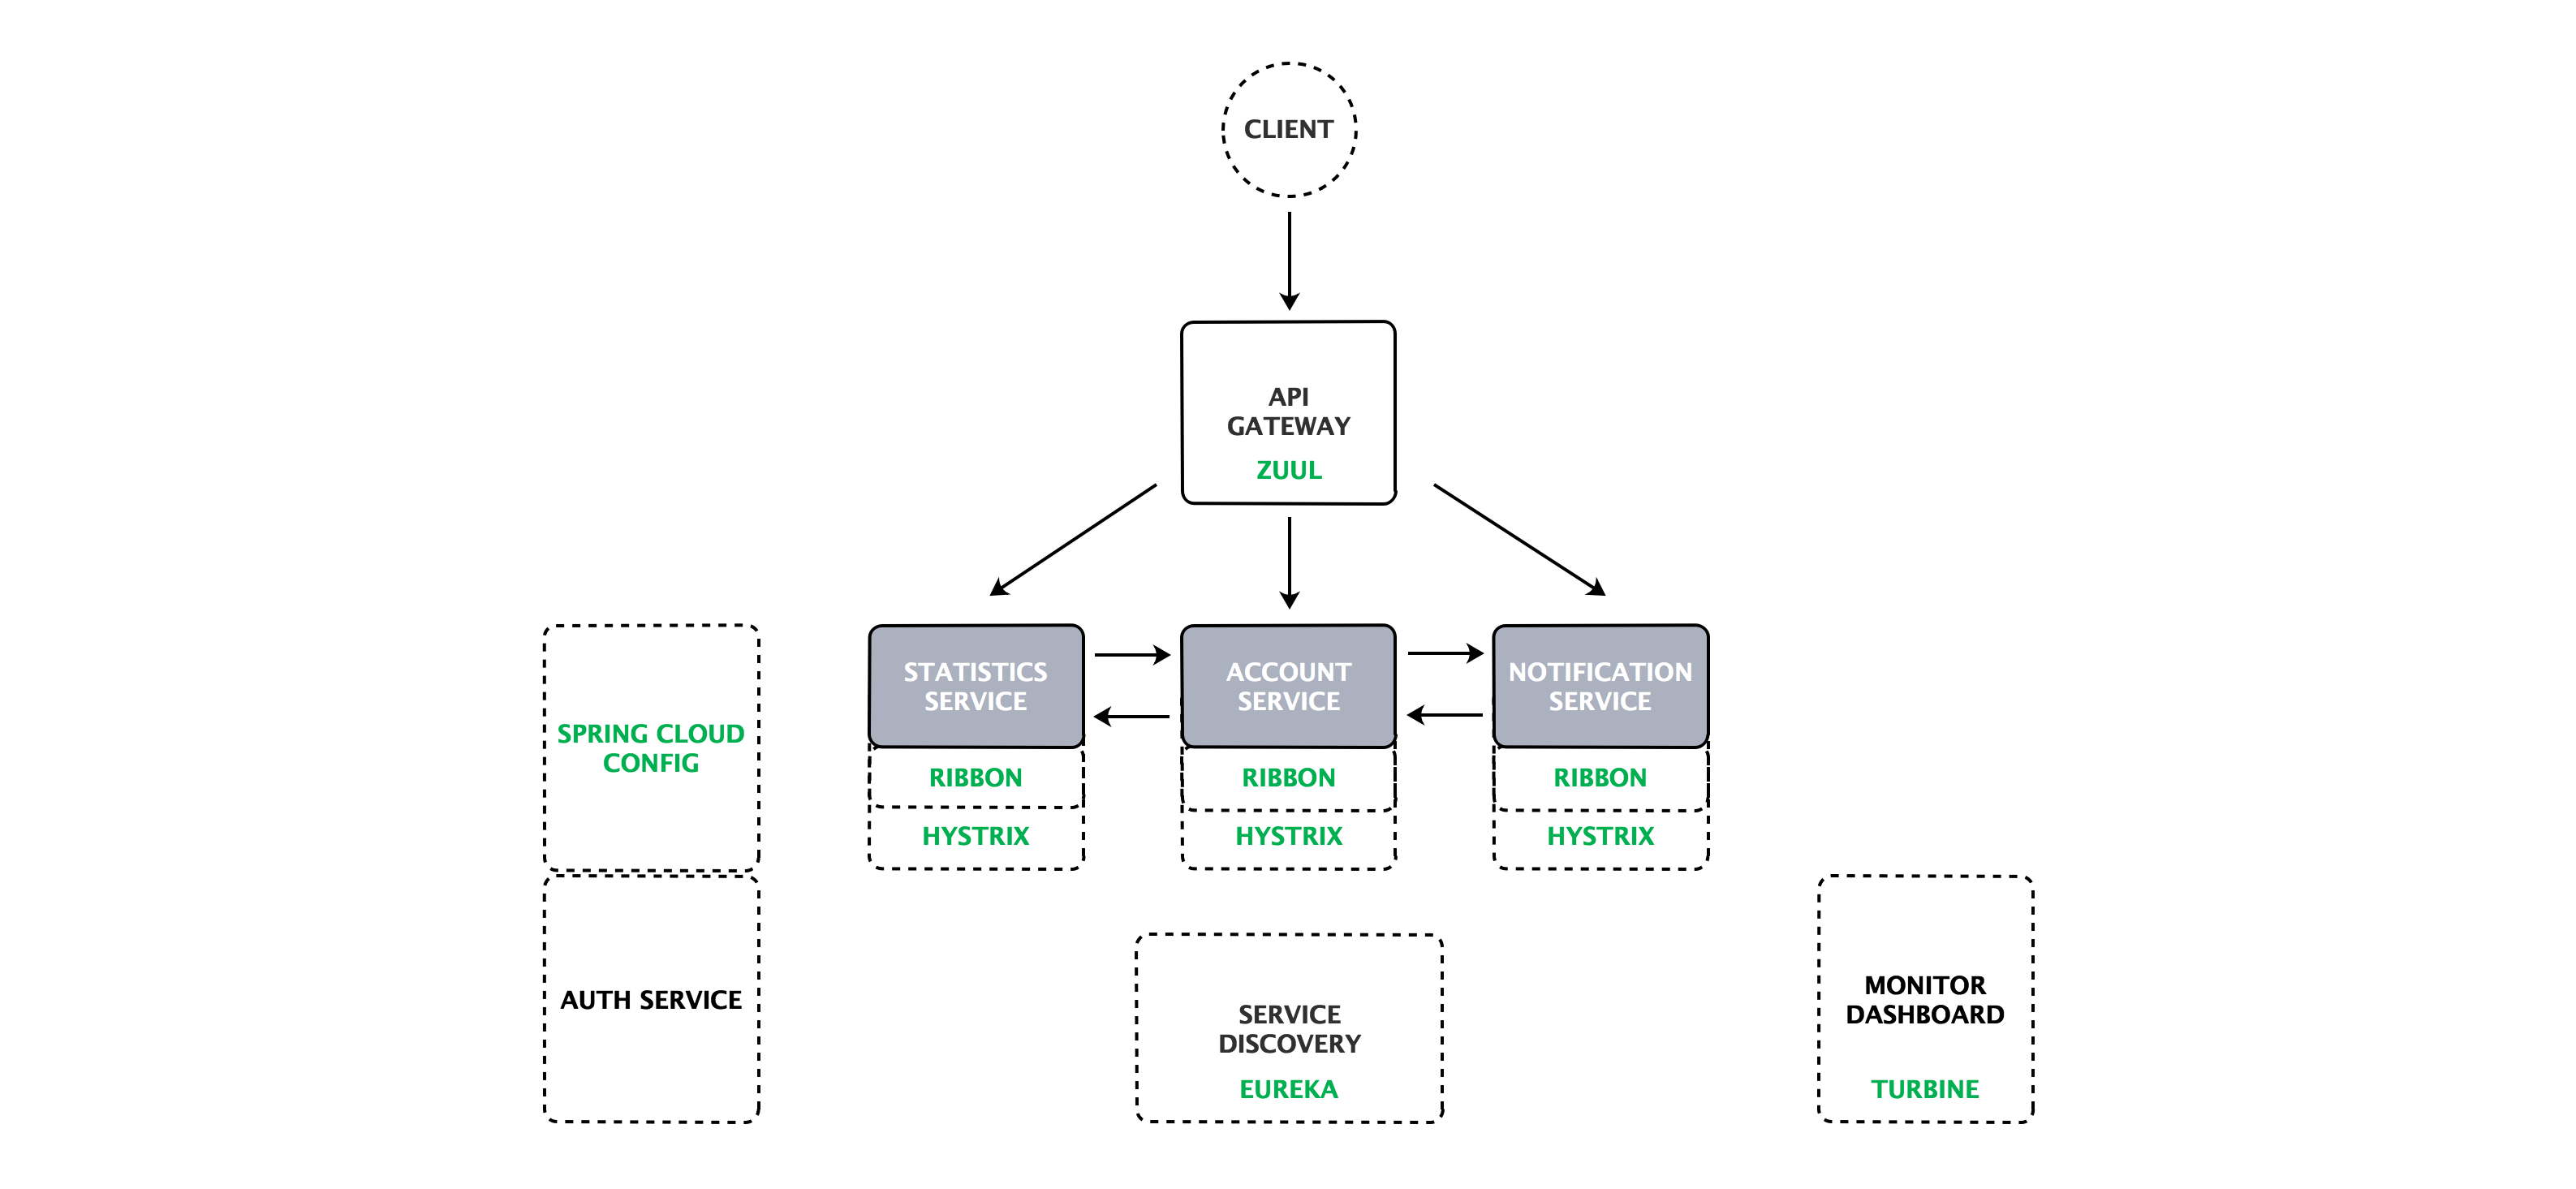 CLIENT
API
GATEWAY
ZUUL
STATISTICS
SERVICE
ACCOUNT
SERVICE
NOTIFICATION
SERVICE
RIBBON
RIBBON
RIBBON
HYSTRIX
HYSTRIX
HYSTRIX
SPRING CLOUD
CONFIG
AUTH SERVICE
SERVICE
DISCOVERY
EUREKA
MONITOR
DASHBOARD
TURBINE